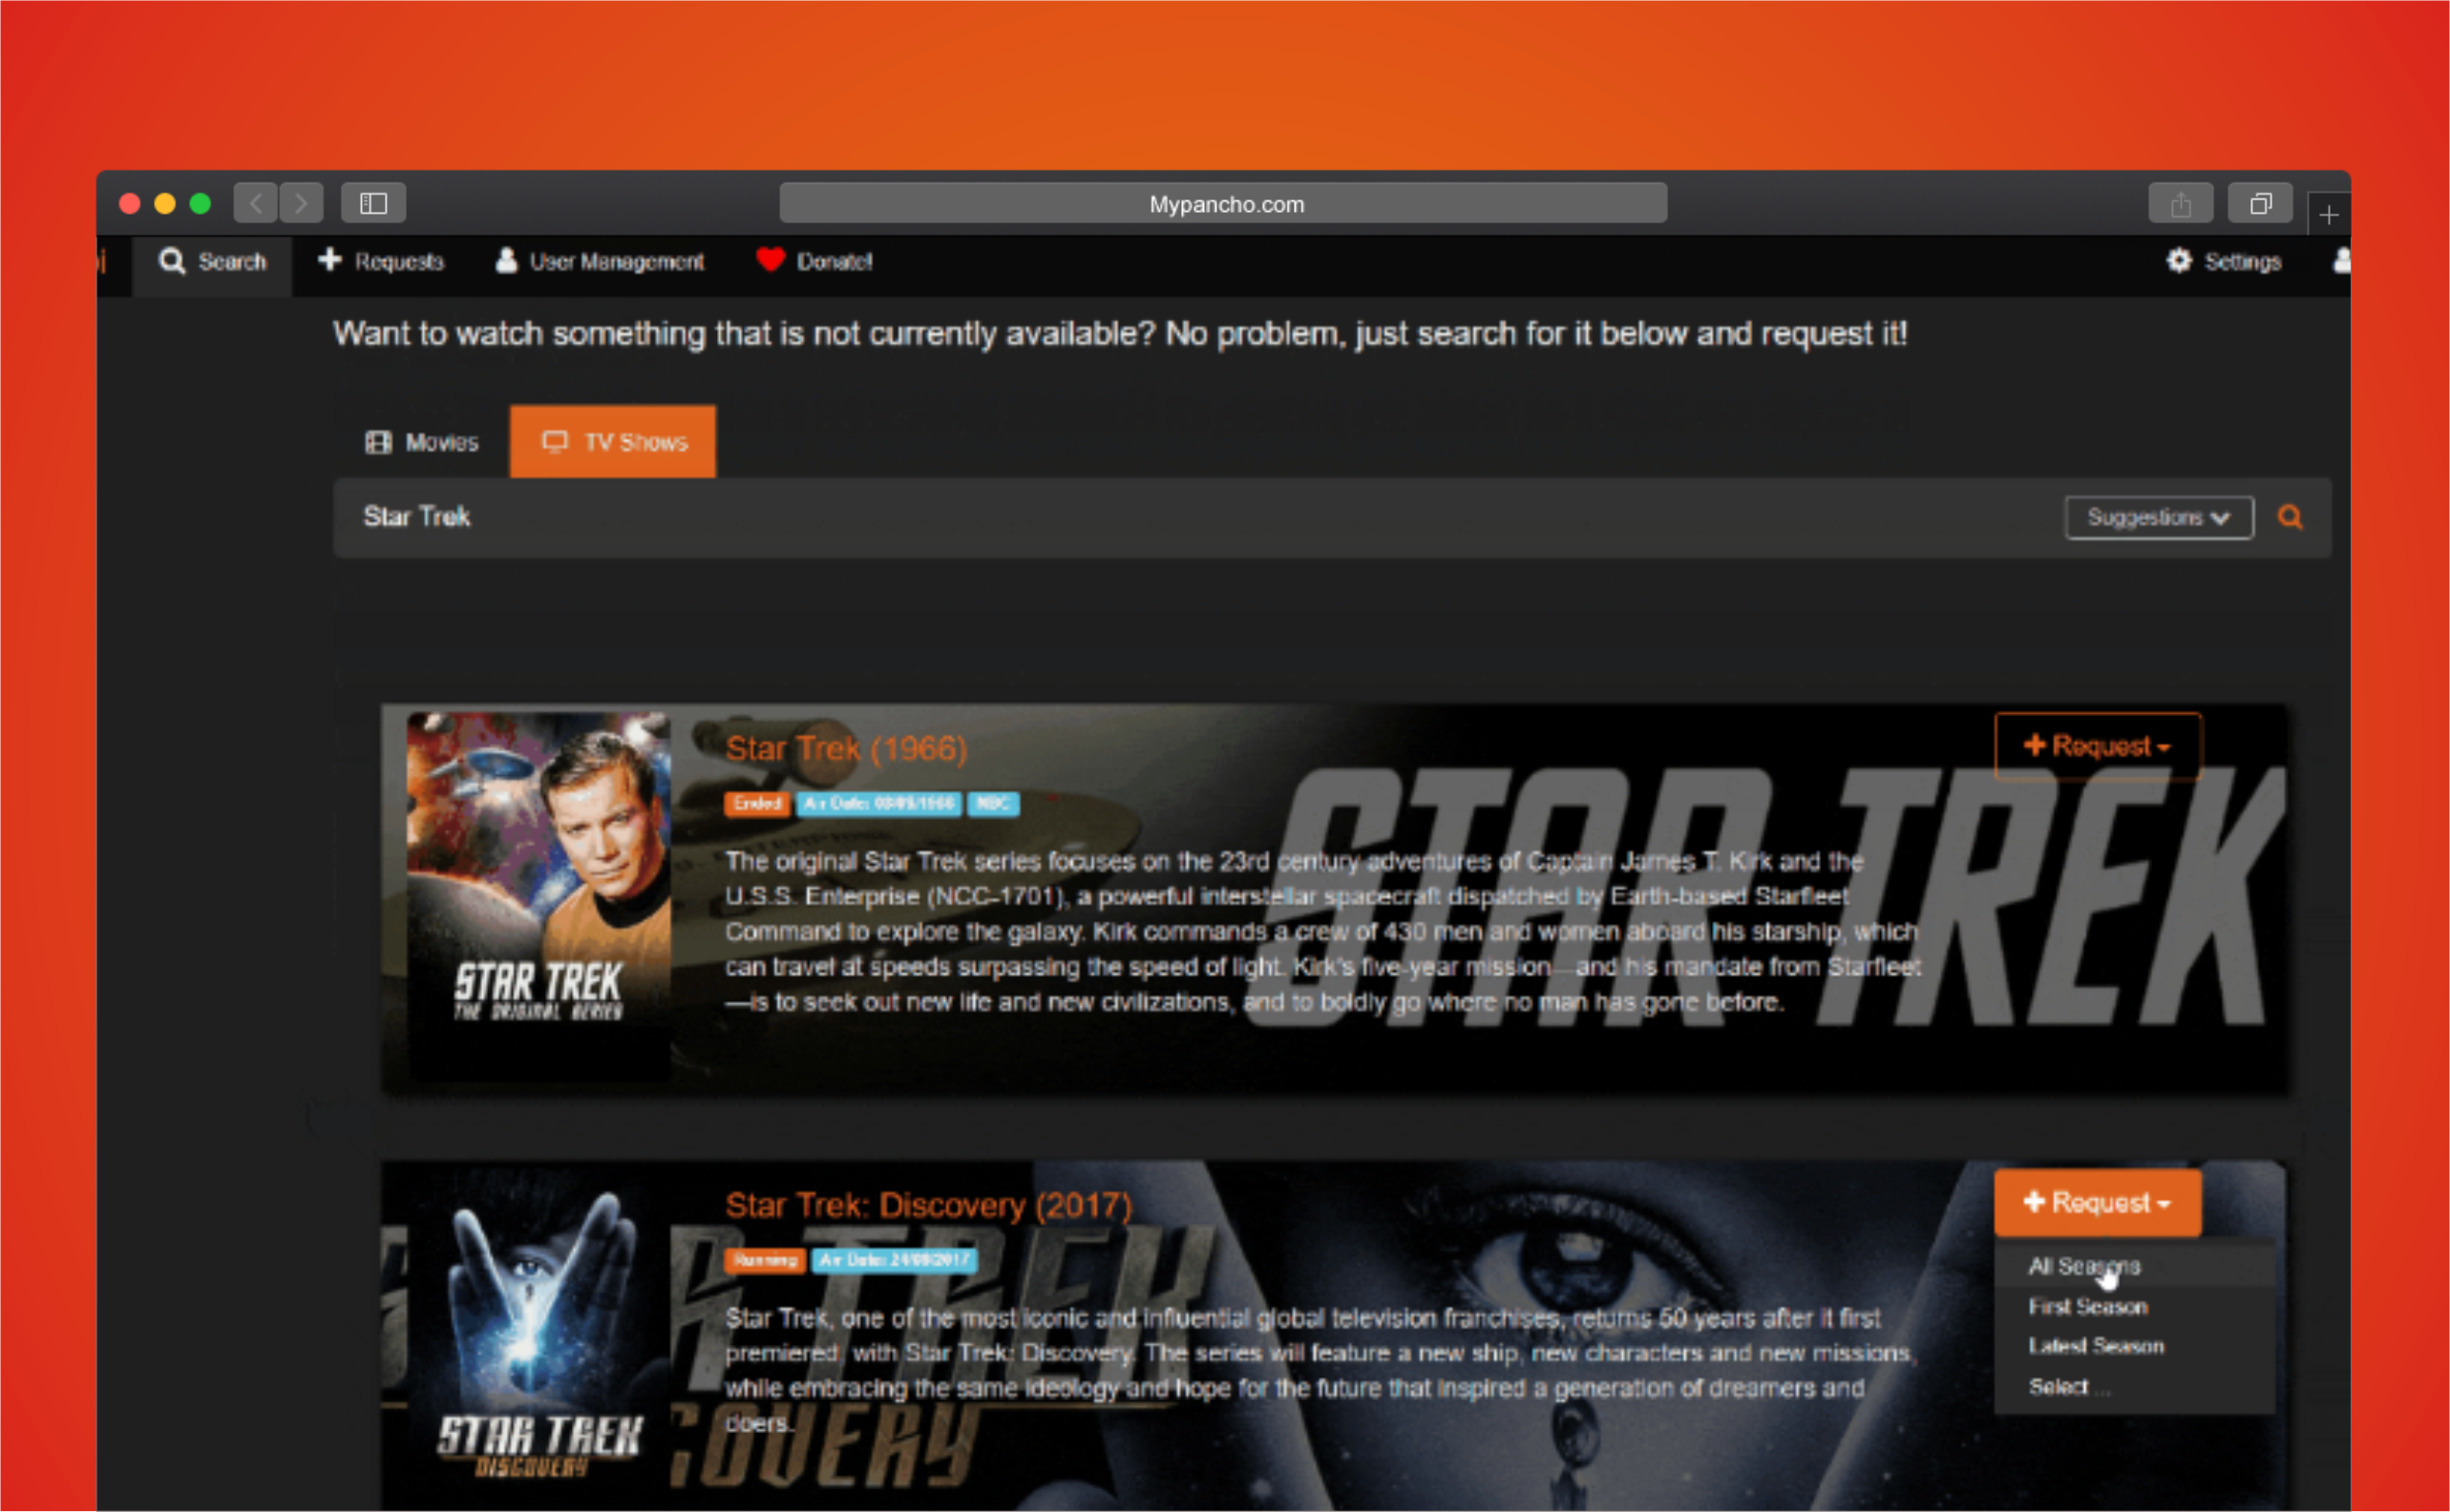 Mypancho.com
Search
Requests
User Management
Donate!
Settings
Want to watch something that is not currently available? No problem, just search for it below and request it!
Movies
TV Shows
Star Trek
Suggestions
Star Trek (1966)
+ Request
Ended
Air Date: 08/09/1966
NBC
STAR TREK
The original Star Trek series focuses on the 23rd century adventures of Captain James T. Kirk and the
U.S.S. Enterprise (NCC-1701), a powerful interstellar spacecraft dispatched by Earth-based Starfleet
Command to explore the galaxy. Kirk commands a crew of 430 men and women aboard his starship, which
can travel at speeds surpassing the speed of light. Kirk's five-year mission—and his mandate from Starfleet
—is to seek out new life and new civilizations, and to boldly go where no man has gone before.
STAR TREK
THE ORIGINAL SERIES
Star Trek: Discovery (2017)
+ Request
Running
Air Date: 24/09/2017
All Seasons
First Season
Latest Season
Select ...
R TREK
COVERY
Star Trek, one of the most iconic and influential global television franchises, returns 50 years after it first
premiered, with Star Trek: Discovery. The series will feature a new ship, new characters and new missions,
while embracing the same ideology and hope for the future that inspired a generation of dreamers and
doers.
STAR TREK
DISCOVERY